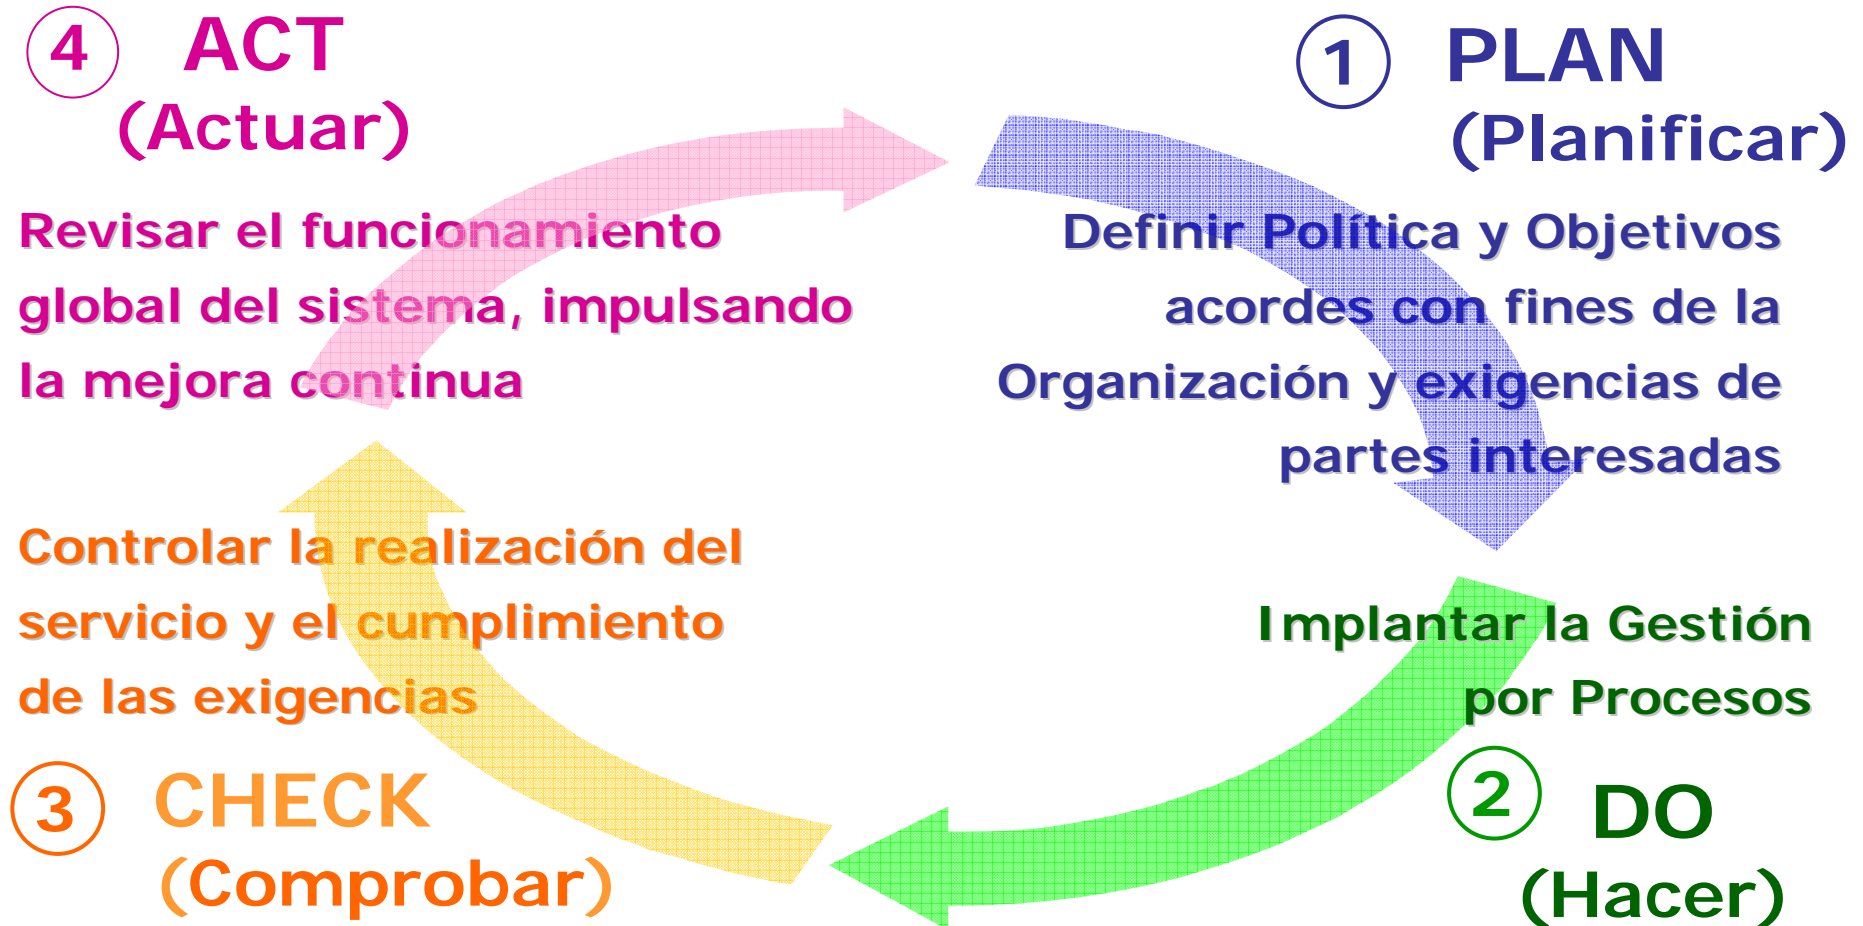 4 ACT
(Actuar)
Revisar el funcionamiento
global del sistema, impulsando
la mejora continua
1 PLAN
(Planificar)
Definir Política y Objetivos
acordes con fines de la
Organización y exigencias de
partes interesadas
Controlar la realización del
servicio y el cumplimiento
de las exigencias
3 CHECK
(Comprobar)
Implantar la Gestión
por Procesos
2 DO
(Hacer)